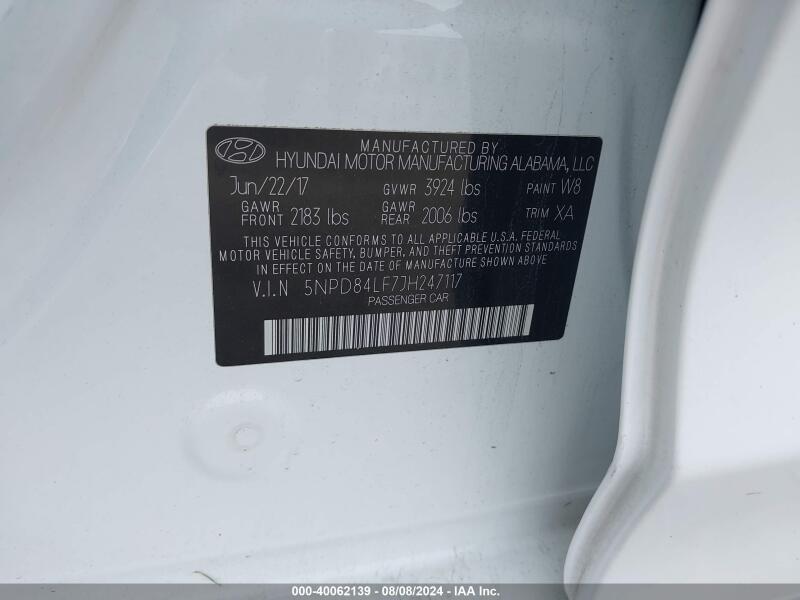 MANUFACTURED BY
HYUNDAI MOTOR MANUFACTURING ALABAMA, LLC
Jun/22/17 GVWR 3924 lbs PAINT W8
GAWR FRONT 2183 lbs GAWR REAR 2006 lbs TRIM XA
THIS VEHICLE CONFORMS TO ALL APPLICABLE U.S.A. FEDERAL
MOTOR VEHICLE SAFETY, BUMPER, AND THEFT PREVENTION STANDARDS
IN EFFECT ON THE DATE OF MANUFACTURE SHOWN ABOVE
V.I.N 5NPD84LF7JH247117
PASSENGER CAR
000-40062139 - 08/08/2024 - IAA Inc.